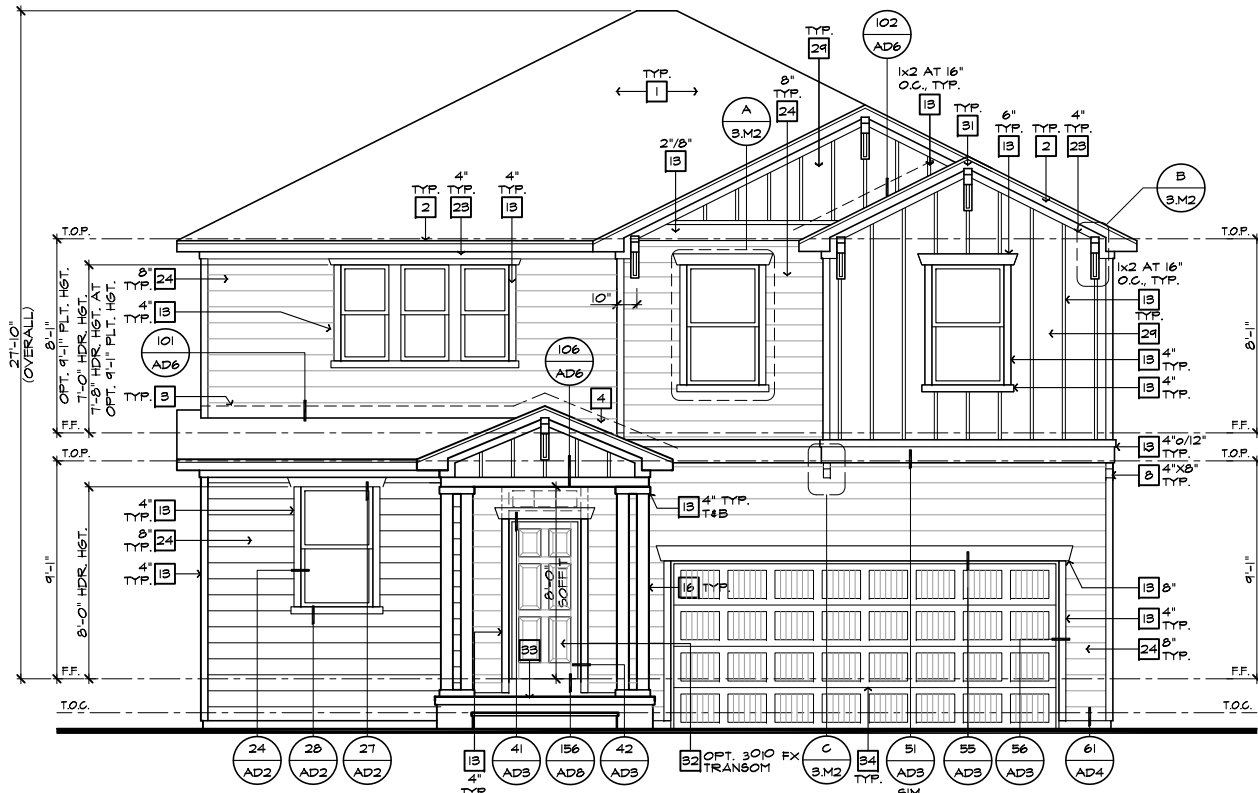 102
AD6
TYP.
29
TYP.
1
1x2 AT 16"
O.C., TYP.
13
8"
TYP.
24
A
3.M2
TYP.
31
6"
TYP.
13
TYP.
2
4"
TYP.
23
2"/8"
13
B
3.M2
TYP.
2
4"
TYP.
23
4"
TYP.
13
T.O.P.
T.O.P.
27'-10"
(OVERALL)
8'-1"
OPT. 9'-1" PLT. HGT.
7'-0" HDR. HGT.
7'-8" HDR. HGT. AT
OPT. 9'-1" PLT. HGT.
8"
TYP.
24
4"
TYP.
13
101
AD6
TYP.
3
10"
106
AD6
4
1x2 AT 16"
O.C., TYP.
13
TYP.
29
13
4"
TYP.
13
4"
TYP.
8'-1"
F.F.
F.F.
13
4"o/12"
TYP.
T.O.P.
T.O.P.
8
4"X8"
TYP.
4"
TYP.
13
8"
TYP.
24
4"
TYP.
13
9'-1"
8'-0" HDR. HGT.
13
4" TYP.
T&B
8'-0"
SOFFIT
16
TYP.
13
8"
13
4"
TYP.
24
8"
TYP.
9'-1"
33
F.F.
F.F.
T.O.C.
T.O.C.
24
AD2
28
AD2
27
AD2
13
4"
TYP.
41
AD3
156
AD8
42
AD3
32
OPT. 3010 FX
TRANSOM
C
3.M2
34
TYP.
51
AD3
SIM.
55
AD3
56
AD3
61
AD4